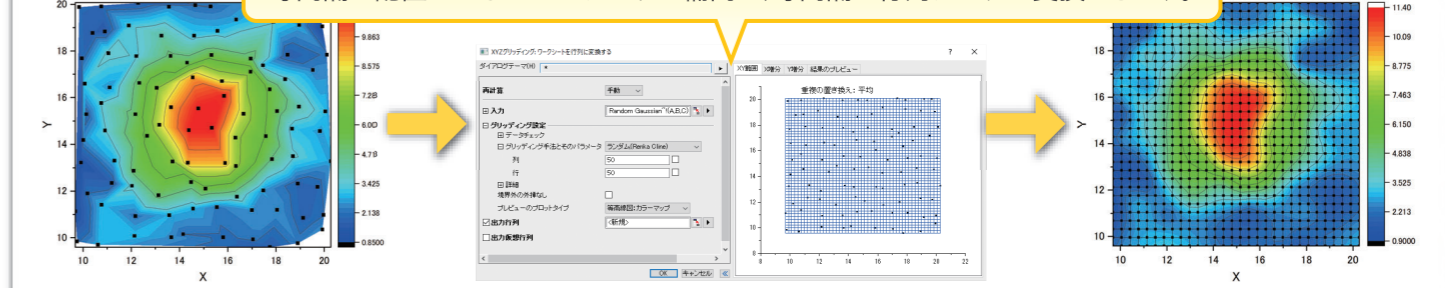 20
18
16
14
12
10
Y
10 12 14 16 18 20
X
9.863
8.575
7.28
6.00
4.78
3.425
2.138
0.8500
XYZグリッディング: ワークシートを行列に変換する
? ×
ダイアログテーマ(H) *
再計算 手動
入力 [Random Gaussian"!(A,B,C)
グリッディング設定
データチェック
グリッディング手法とそのパラメータ ランダム(Renka Cline)
列 50
行 50
詳細
境界外の外挿なし
プレビューのプロットタイプ 等高線図:カラーマップ
出力行列 <新規>
出力仮想行列
OK キャンセル
XY範囲 X増分 Y増分 結果のプレビュー
重複の置き換え: 平均
20
18
16
14
12
10
8
8 10 12 14 16 18 20 22
18
16
14
12
10
Y
10 12 14 16 18 20
X
11.40
10.09
8.775
7.463
6.150
4.838
3.525
2.213
0.9000